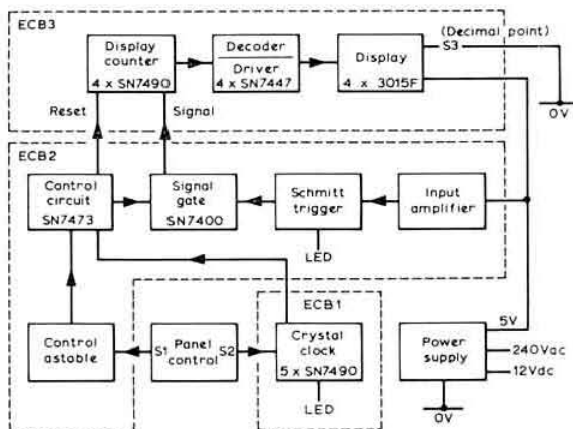 ECB3
Display
counter
4 x SN7490
Decoder
Driver
4 x SN7447
Display
4 x 3015F
(Decimal point)
S3
0V
Reset
Signal
ECB2
Control
circuit
SN7473
Signal
gate
SN7400
Schmitt
trigger
Input
amplifier
LED
ECB1
5V
Control
astable
S1
Panel
control
S2
Crystal
clock
5 x SN7490
Power
supply
240Vac
12Vdc
LED
0V